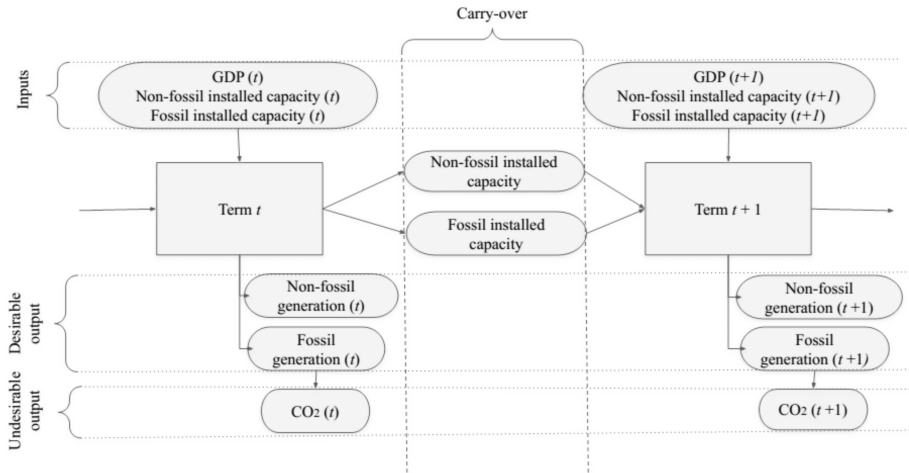 Carry-over
Inputs
GDP (t)
Non-fossil installed capacity (t)
Fossil installed capacity (t)
GDP (t+1)
Non-fossil installed capacity (t+1)
Fossil installed capacity (t+1)
Term t
Non-fossil installed
capacity
Fossil installed
capacity
Term t + 1
Desirable
output
Non-fossil
generation (t)
Fossil
generation (t)
Non-fossil
generation (t +1)
Fossil
generation (t +1)
Undesirable
output
CO2 (t)
CO2 (t +1)